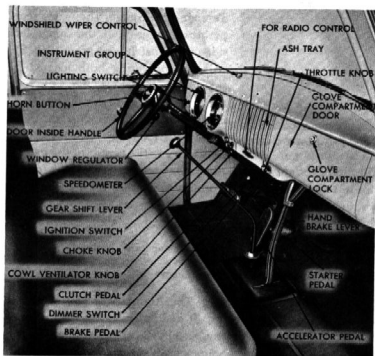 WINDSHIELD WIPER CONTROL
FOR RADIO CONTROL
INSTRUMENT GROUP
ASH TRAY
LIGHTING SWITCH
THROTTLE KNOB
HORN BUTTON
GLOVE
COMPARTMENT
DOOR
DOOR INSIDE HANDLE
WINDOW REGULATOR
GLOVE
COMPARTMENT
LOCK
SPEEDOMETER
GEAR SHIFT LEVER
HAND
BRAKE LEVER
IGNITION SWITCH
CHOKE KNOB
COWL VENTILATOR KNOB
STARTER
PEDAL
CLUTCH PEDAL
DIMMER SWITCH
BRAKE PEDAL
ACCELERATOR PEDAL